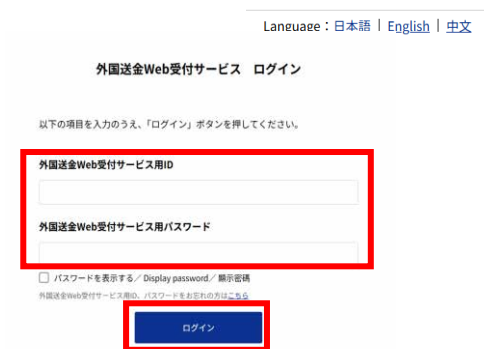 Language：日本語 | English | 中文
外国送金Web受付サービス ログイン
以下の項目を入力のうえ、「ログイン」ボタンを押してください。
外国送金Web受付サービス用ID
外国送金Web受付サービス用パスワード
パスワードを表示する／Display password／顯示密碼
外国送金Web受付サービス用ID、パスワードをお忘れの方はこちら
ログイン